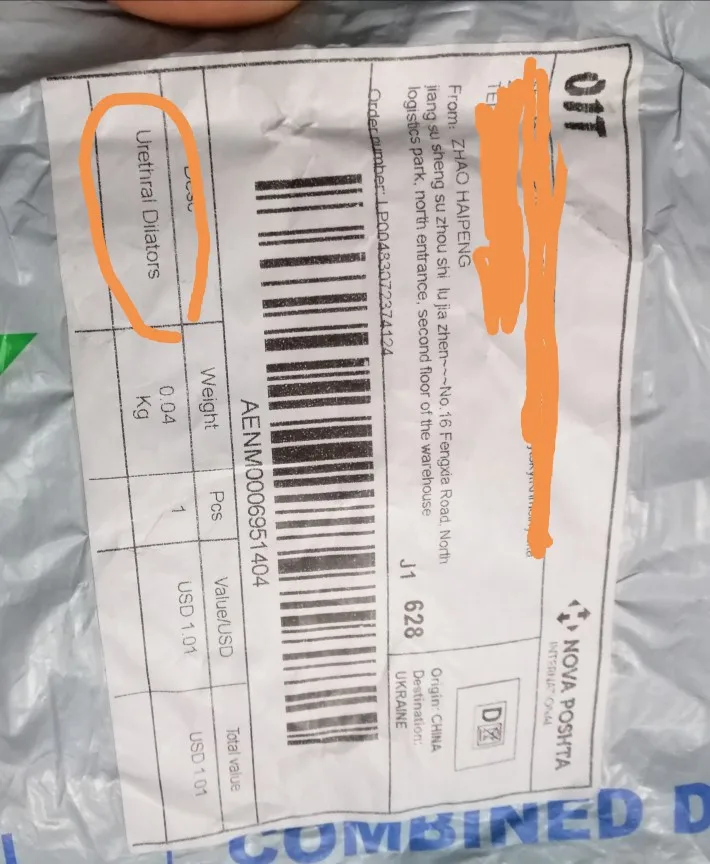 011
NOVA POSHTA
INTERNATIONAL
From: ZHAO HAIPENG
jiang su sheng su zhou shi lu jia zhen~~~No.16 Fengxia Road, North
logistics park, north entrance, second floor of the warehouse
J1 628
D
Origin: CHINA
Destination:
UKRAINE
Order number: LP00483072374124
AENM0006951404
Weight Pcs Value/USD Total value
Urethral Dilators 0.04 Kg 1 USD 1.01 USD 1.01
COMBINED D